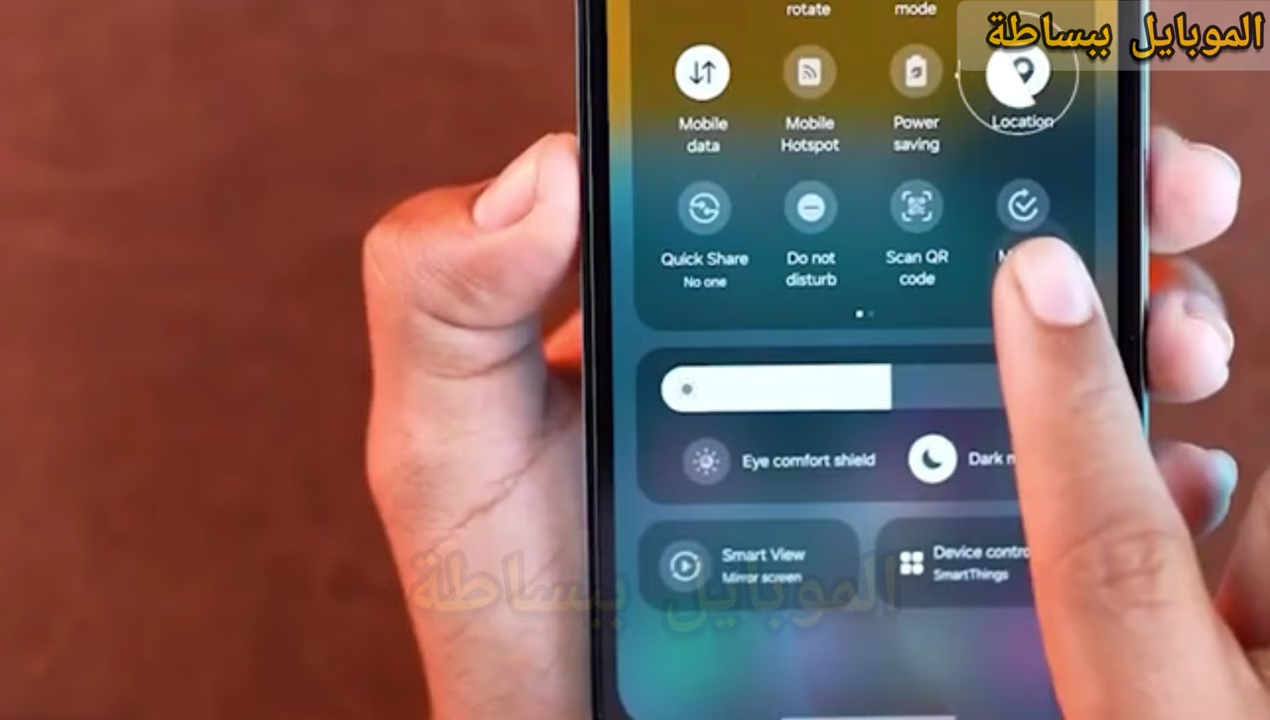 الموبايل ببساطة
rotate
mode
Mobile
data
Mobile
Hotspot
Power
saving
Location
Quick Share
No one
Do not
disturb
Scan QR
code
Eye comfort shield
Dark
Smart View
Mirror screen
Device
SmartThings
الموبايل ببساطة